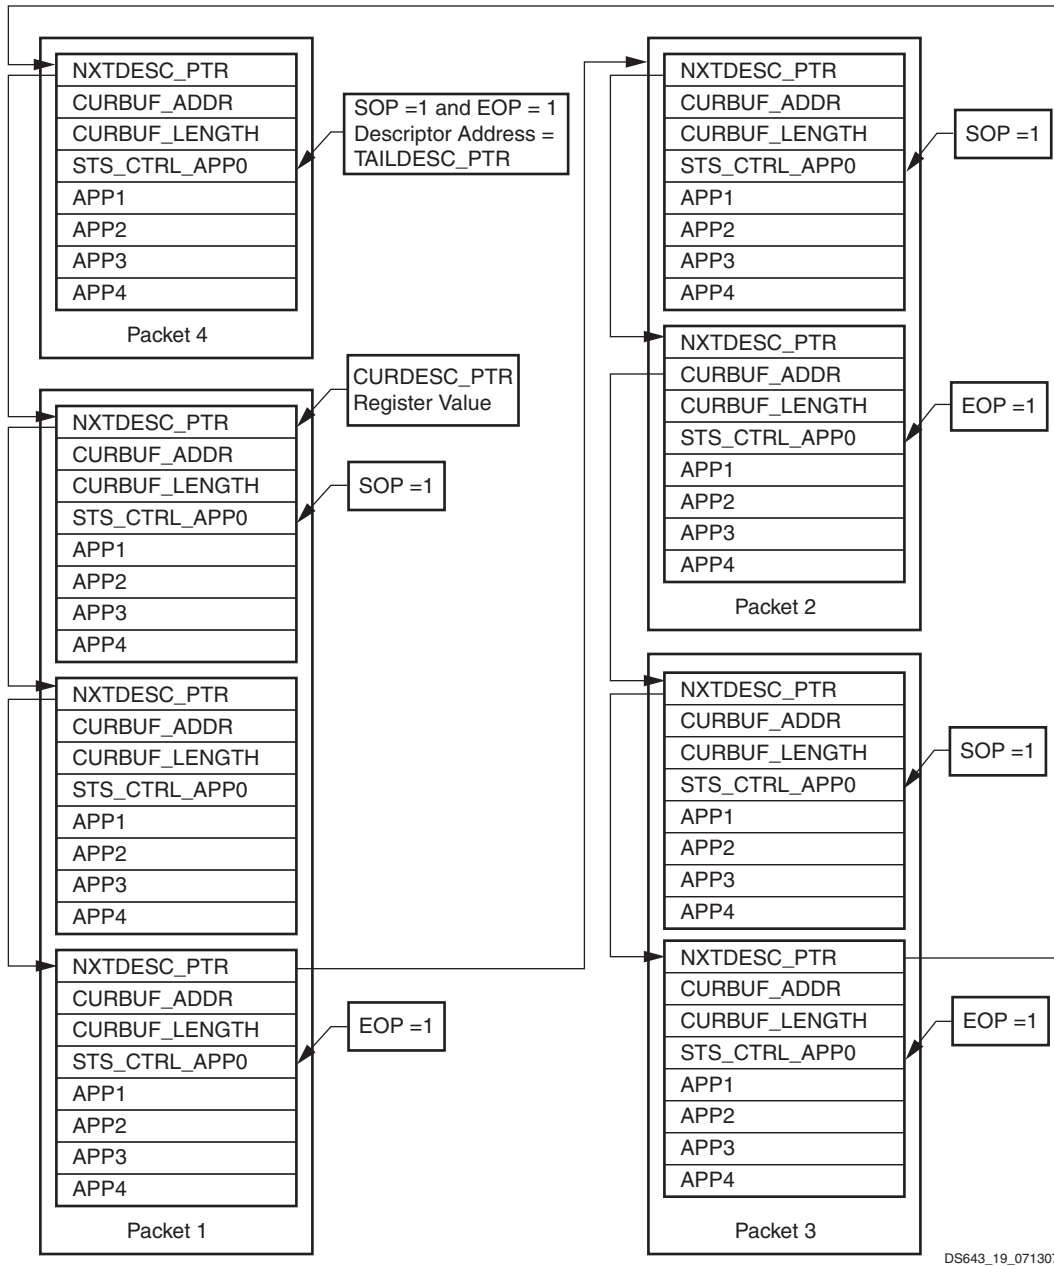 NXTDESC_PTR
CURBUF_ADDR
CURBUF_LENGTH
STS_CTRL_APP0
APP1
APP2
APP3
APP4
Packet 4
SOP =1 and EOP = 1
Descriptor Address =
TAILDESC_PTR
CURDESC_PTR
Register Value
NXTDESC_PTR
CURBUF_ADDR
CURBUF_LENGTH
STS_CTRL_APP0
APP1
APP2
APP3
APP4
SOP =1
NXTDESC_PTR
CURBUF_ADDR
CURBUF_LENGTH
STS_CTRL_APP0
APP1
APP2
APP3
APP4
NXTDESC_PTR
CURBUF_ADDR
CURBUF_LENGTH
STS_CTRL_APP0
APP1
APP2
APP3
APP4
EOP =1
Packet 1
NXTDESC_PTR
CURBUF_ADDR
CURBUF_LENGTH
STS_CTRL_APP0
APP1
APP2
APP3
APP4
SOP =1
NXTDESC_PTR
CURBUF_ADDR
CURBUF_LENGTH
STS_CTRL_APP0
APP1
APP2
APP3
APP4
EOP =1
Packet 2
NXTDESC_PTR
CURBUF_ADDR
CURBUF_LENGTH
STS_CTRL_APP0
APP1
APP2
APP3
APP4
SOP =1
NXTDESC_PTR
CURBUF_ADDR
CURBUF_LENGTH
STS_CTRL_APP0
APP1
APP2
APP3
APP4
EOP =1
Packet 3
DS643_19_071307